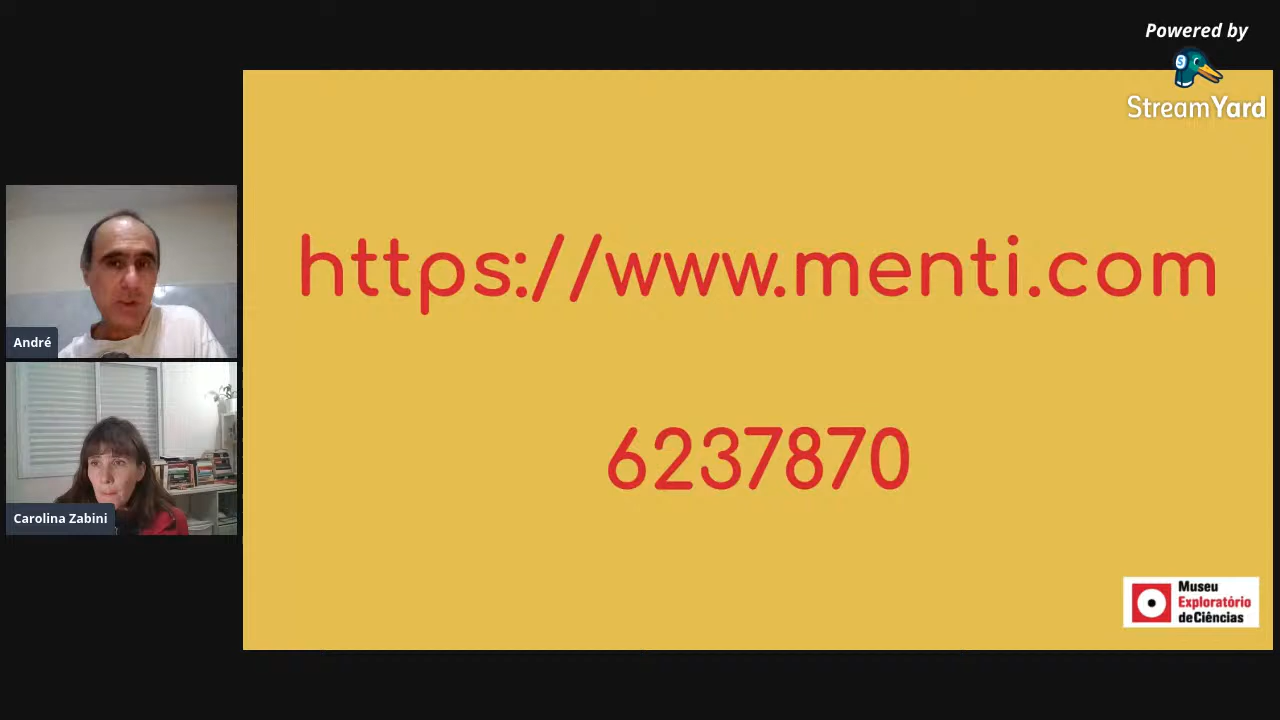 Powered by
StreamYard
https://www.menti.com
6237870
André
Carolina Zabini
Museu
Exploratório
deCiências